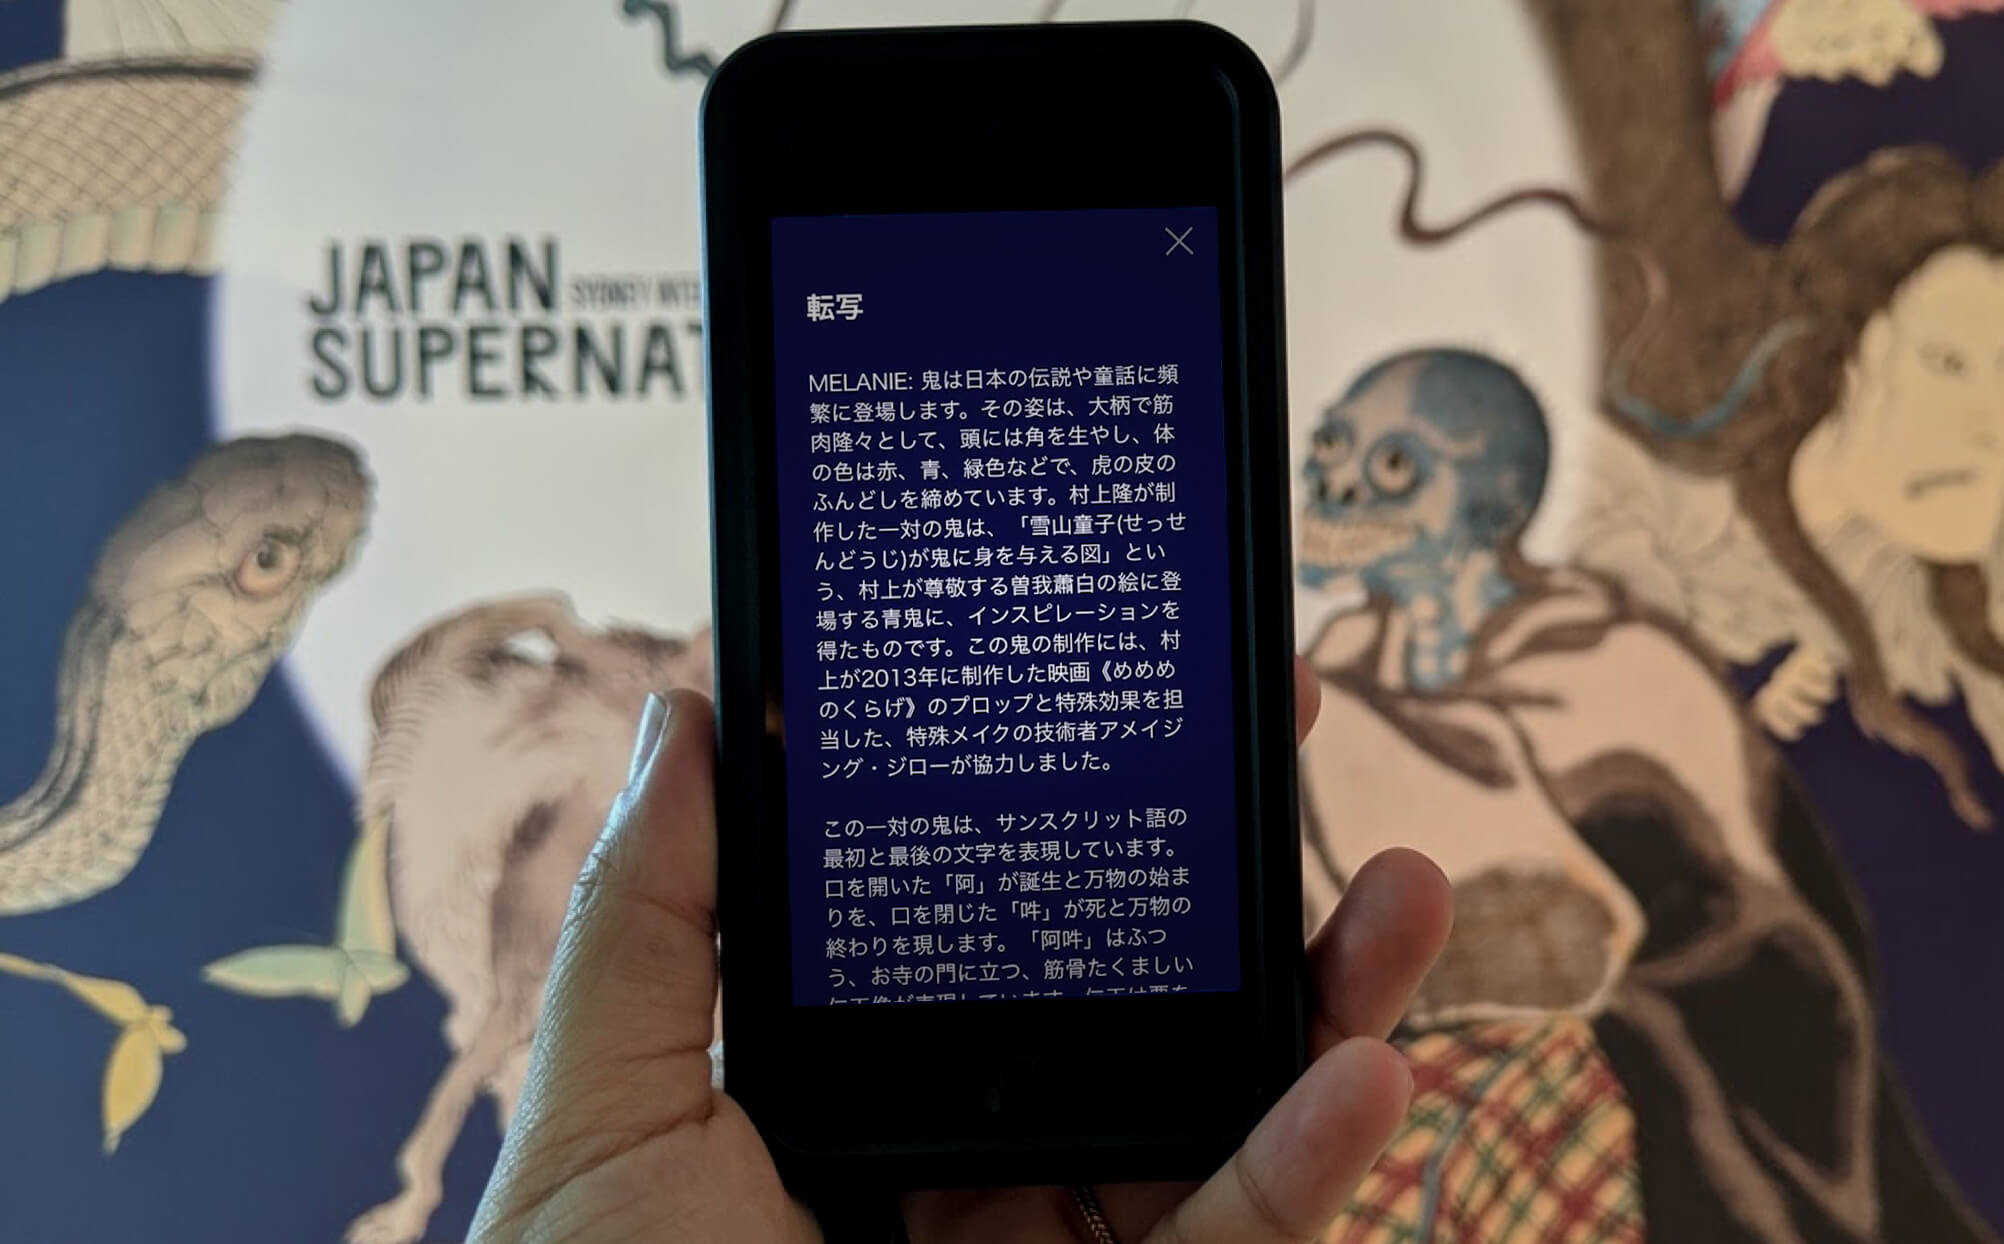 JAPAN
SUPERNAT
SYDNEY INTE
転写
MELANIE: 鬼は日本の伝説や童話に頻
繁に登場します。その姿は、大柄で筋
肉隆々として、頭には角を生やし、体
の色は赤、青、緑色などで、虎の皮の
ふんどしを締めています。村上隆が制
作した一対の鬼は、「雪山童子(せっせ
んどうじ)が鬼に身を与える図」とい
う、村上が尊敬する曽我蕭白の絵に登
場する青鬼に、インスピレーションを
得たものです。この鬼の制作には、村
上が2013年に制作した映画《めめめ
のくらげ》のプロップと特殊効果を担
当した、特殊メイクの技術者アメイジ
ング・ジローが協力しました。
この一対の鬼は、サンスクリット語の
最初と最後の文字を表現しています。
口を開いた「阿」が誕生と万物の始ま
りを、口を閉じた「吽」が死と万物の
終わりを現します。「阿吽」はふつ
う、お寺の門に立つ、筋骨たくましい